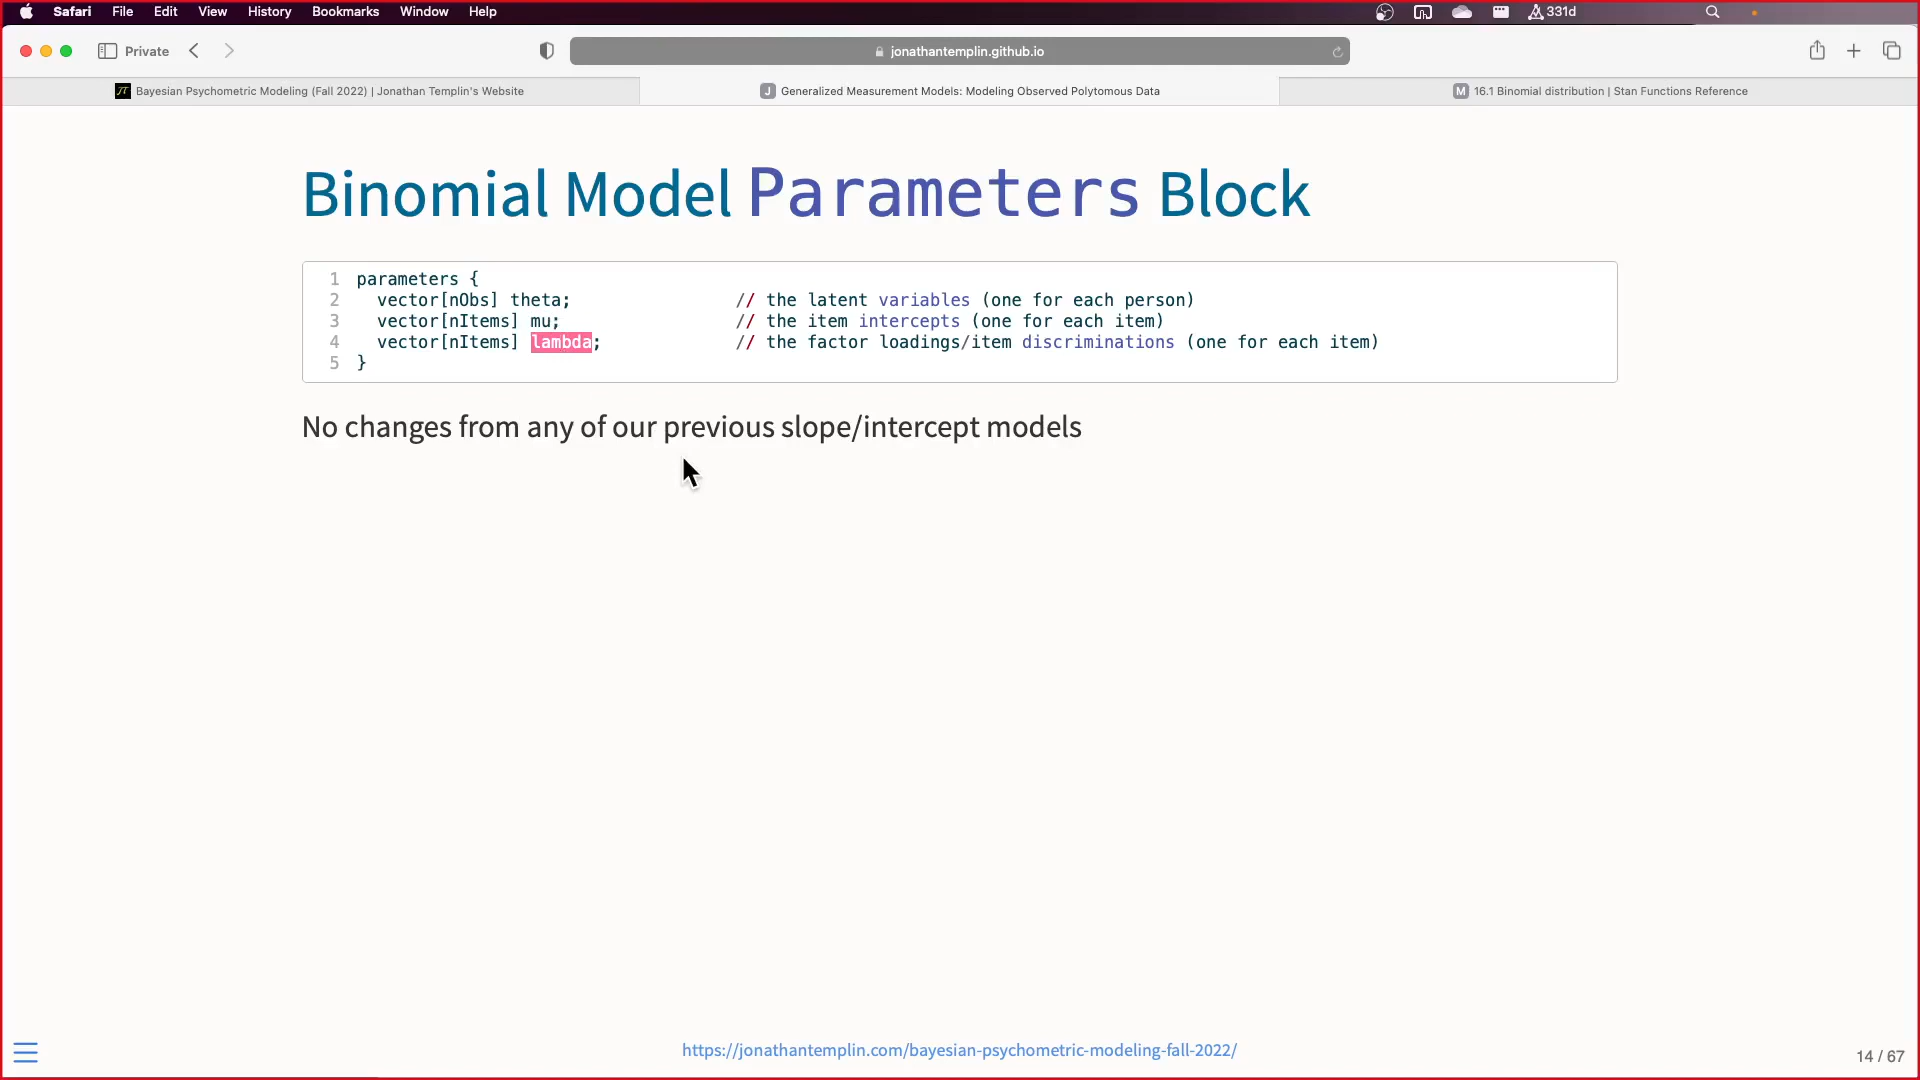 Safari File Edit View History Bookmarks Window Help 331d
Private jonathantemplin.github.io
Bayesian Psychometric Modeling (Fall 2022) | Jonathan Templin's Website
J Generalized Measurement Models: Modeling Observed Polytomous Data
M 16.1 Binomial distribution | Stan Functions Reference
Binomial Model Parameters Block
1 parameters {
2 vector[nObs] theta; // the latent variables (one for each person)
3 vector[nItems] mu; // the item intercepts (one for each item)
4 vector[nItems] lambda; // the factor loadings/item discriminations (one for each item)
5 }
No changes from any of our previous slope/intercept models
https://jonathantemplin.com/bayesian-psychometric-modeling-fall-2022/
14 / 67